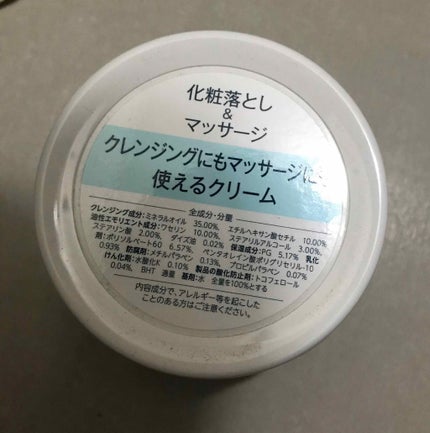 化粧落とし
&
マッサージ
クレンジングにもマッサージに
使えるクリーム
全成分・分量
クレンジング成分:ミネラルオイル 35.00%、 エチルヘキサン酸セチル 10.00%
油性エモリエント成分:ワセリン 10.00%、 ステアリルアルコール 3.00%、
ステアリン酸 2.00%、 ダイズ油 0.02% 保湿成分:PG 5.17% 乳化
剤:ポリソルベート60 6.57%、 ペンタオレイン酸ポリグリセリル-10
0.93% 防腐剤:メチルパラベン 0.13%、 プロピルパラベン 0.07%
けん化剤:水酸化K 0.10% 製品の酸化防止剤:トコフェロール
0.04%、 BHT 適量 基剤:水 全量を100%とする
内容成分で、アレルギー等を起こした
ことのある方はご注意ください。